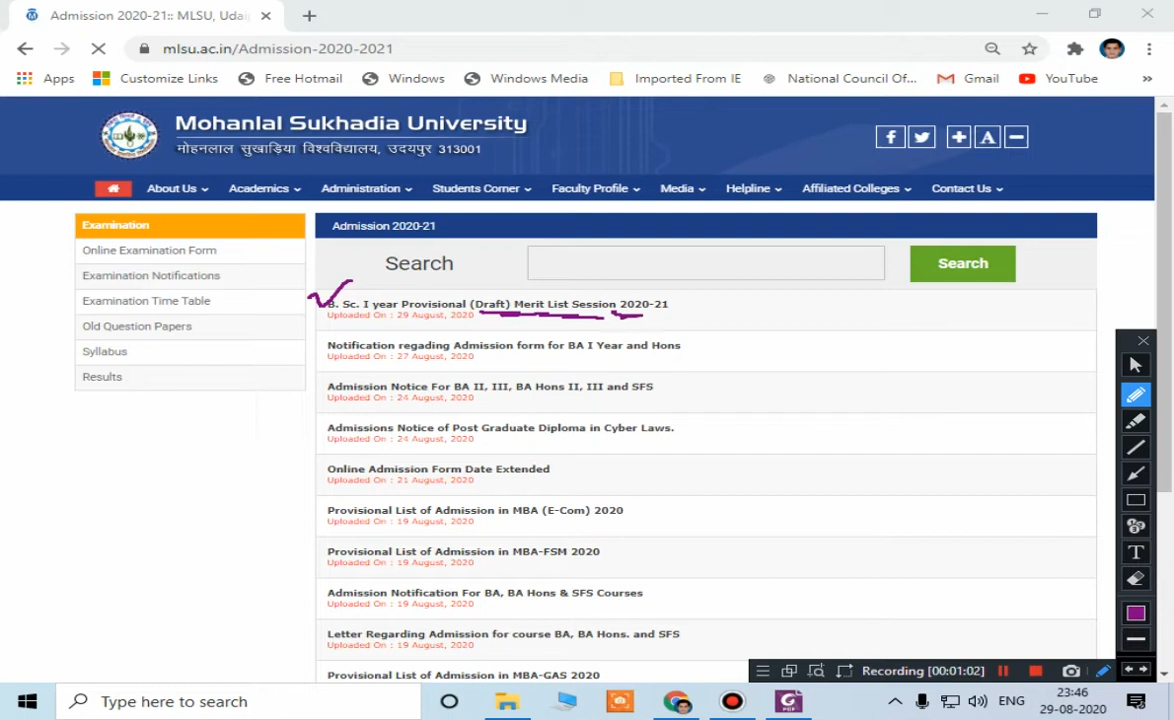 Admission 2020-21:: MLSU, Udai
mlsu.ac.in/Admission-2020-2021
Apps Customize Links Free Hotmail Windows Windows Media Imported From IE National Council Of... Gmail YouTube »
Mohanlal Sukhadia University
मोहनलाल सुखाड़िया विश्वविद्यालय, उदयपुर 313001
A
About Us Academics Administration Students Corner Faculty Profile Media Helpline Affiliated Colleges Contact Us
Examination
Online Examination Form
Examination Notifications
Examination Time Table
Old Question Papers
Syllabus
Results
Admission 2020-21
Search Search
B. Sc. I year Provisional (Draft) Merit List Session 2020-21
Uploaded On : 29 August, 2020
Notification regading Admission form for BA I Year and Hons
Uploaded On : 27 August, 2020
Admission Notice For BA II, III, BA Hons II, III and SFS
Uploaded On : 24 August, 2020
Admissions Notice of Post Graduate Diploma in Cyber Laws.
Uploaded On : 24 August, 2020
Online Admission Form Date Extended
Uploaded On : 21 August, 2020
Provisional List of Admission in MBA (E-Com) 2020
Uploaded On : 19 August, 2020
Provisional List of Admission in MBA-FSM 2020
Uploaded On : 19 August, 2020
Admission Notification For BA, BA Hons & SFS Courses
Uploaded On : 19 August, 2020
Letter Regarding Admission for course BA, BA Hons. and SFS
Uploaded On : 19 August, 2020
Provisional List of Admission in MBA-GAS 2020
T
Recording [00:01:02]
Type here to search
ENG
23:46
29-08-2020